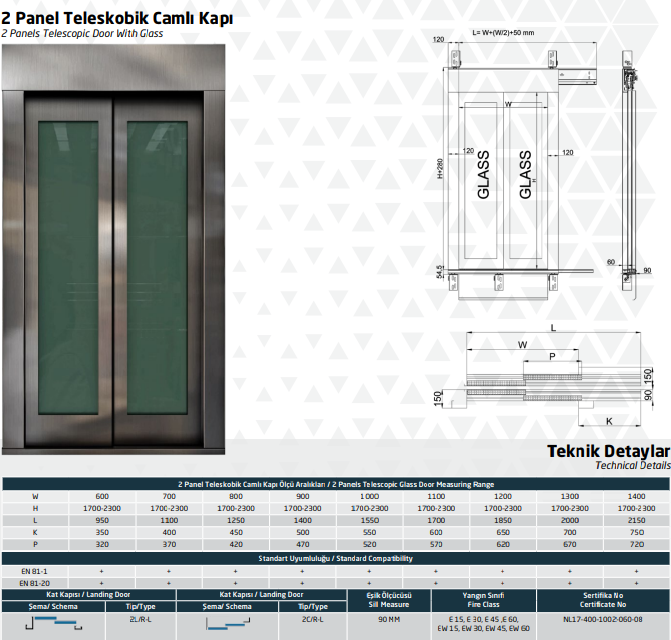 2 Panel Teleskobik Camlı Kapı
2 Panels Telescopic Door With Glass
L= W+(W/2)+50 mm
120
W
120
120
H+280
GLASS
GLASS
H
54,5
60
90
L
W
P
150
150
90
K
Teknik Detaylar
Technical Details
2 Panel Teleskobik Camlı Kapı Ölçü Aralıkları / 2 Panels Telescopic Glass Door Measuring Range
W 600 700 800 900 1000 1100 1200 1300 1400
H 1700-2300 1700-2300 1700-2300 1700-2300 1700-2300 1700-2300 1700-2300 1700-2300 1700-2300
L 950 1100 1250 1400 1550 1700 1850 2000 2150
K 350 400 450 500 550 600 650 700 750
P 320 370 420 470 520 570 620 670 720
Standart Uyumluluğu / Standard Compatibility
EN 81-1 + + + + + + + + +
EN 81-20 + + + + + + + + +
Kat Kapısı / Landing Door Kat Kapısı / Landing Door Eşik Ölçücüsü Yangın Sınıfı Sertifika No
Şema/ Schema Tip/Type Şema/ Schema Tip/Type Sill Measure Fire Class Certificate No
2L/R-L 2C/R-L 90 MM E 15, E 30, E 45 ,E 60, NL17-400-1002-060-08
EW 15, EW 30, EW 45, EW 60